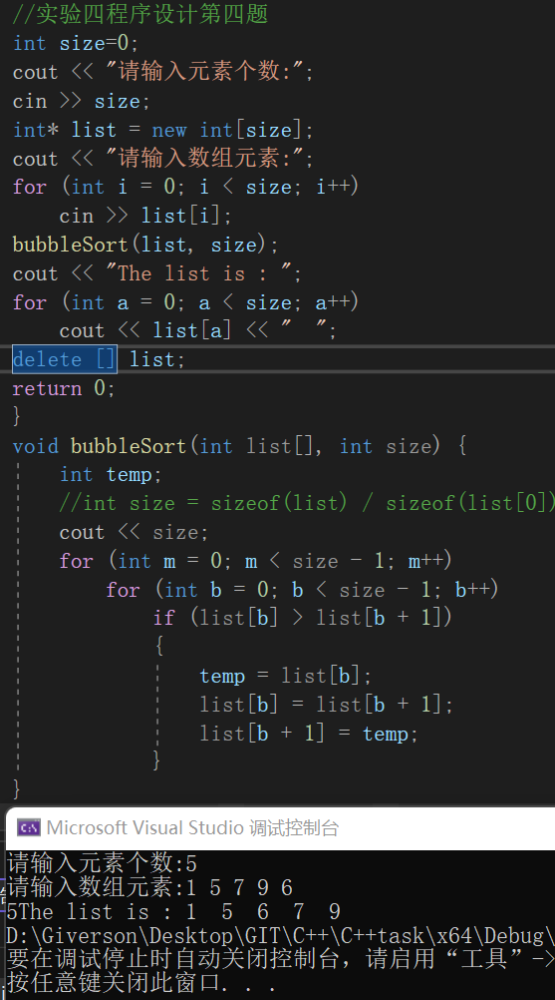 //实验四程序设计第四题
int size=0;
cout << "请输入元素个数:";
cin >> size;
int* list = new int[size];
cout << "请输入数组元素:";
for (int i = 0; i < size; i++)
    cin >> list[i];
bubbleSort(list, size);
cout << "The list is : ";
for (int a = 0; a < size; a++)
    cout << list[a] << "  ";
delete [] list;
return 0;
}
void bubbleSort(int list[], int size) {
    int temp;
    //int size = sizeof(list) / sizeof(list[0])
    cout << size;
    for (int m = 0; m < size - 1; m++)
        for (int b = 0; b < size - 1; b++)
            if (list[b] > list[b + 1])
            {
                temp = list[b];
                list[b] = list[b + 1];
                list[b + 1] = temp;
            }
}
Microsoft Visual Studio 调试控制台
请输入元素个数:5
请输入数组元素:1 5 7 9 6
5The list is : 1  5  6  7  9
D:\Giverson\Desktop\GIT\C++\C++task\x64\Debug\
要在调试停止时自动关闭控制台，请启用“工具”->
按任意键关闭此窗口. . .